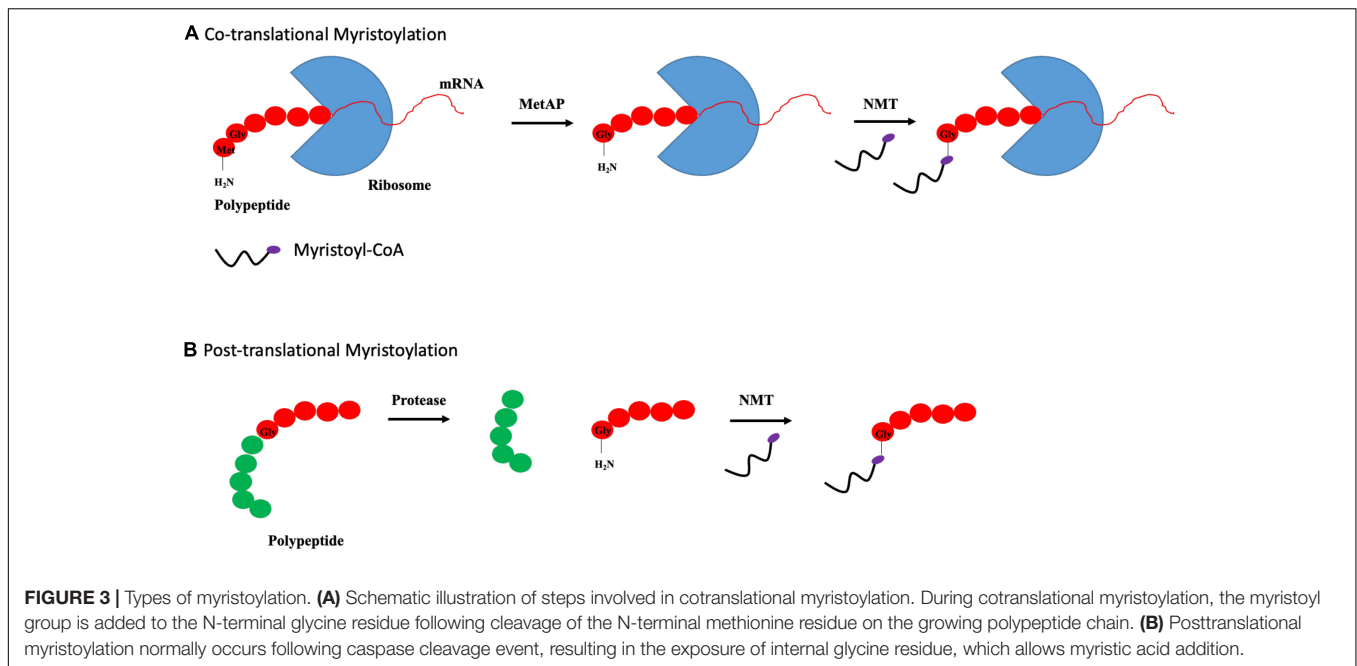 A Co-translational Myristoylation
mRNA
MetAP
NMT
Gly
Met
H₂N
Polypeptide
Ribosome
Gly
H₂N
Gly
Myristoyl-CoA
B Post-translational Myristoylation
Protease
NMT
Gly
Gly
H₂N
Gly
Polypeptide
FIGURE 3 | Types of myristoylation. (A) Schematic illustration of steps involved in cotranslational myristoylation. During cotranslational myristoylation, the myristoyl
group is added to the N-terminal glycine residue following cleavage of the N-terminal methionine residue on the growing polypeptide chain. (B) Posttranslational
myristoylation normally occurs following caspase cleavage event, resulting in the exposure of internal glycine residue, which allows myristic acid addition.